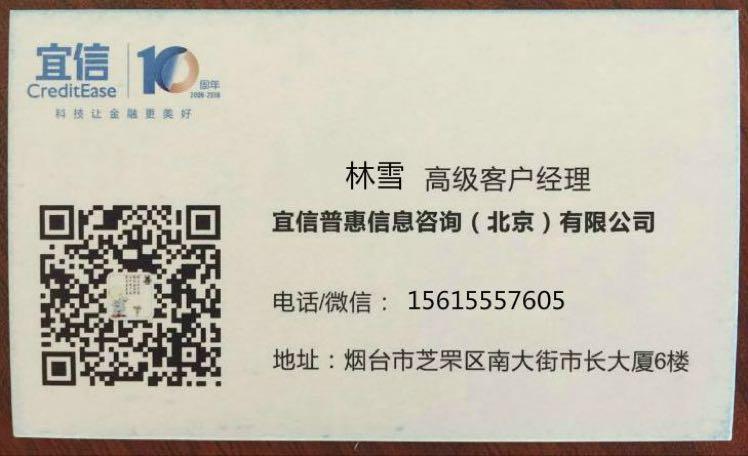 宜信
CreditEase
10
周年
2006-2016
科技让金融更美好
林雪 高级客户经理
宜信普惠信息咨询（北京）有限公司
电话/微信： 15615557605
地址：烟台市芝罘区南大街市长大厦6楼